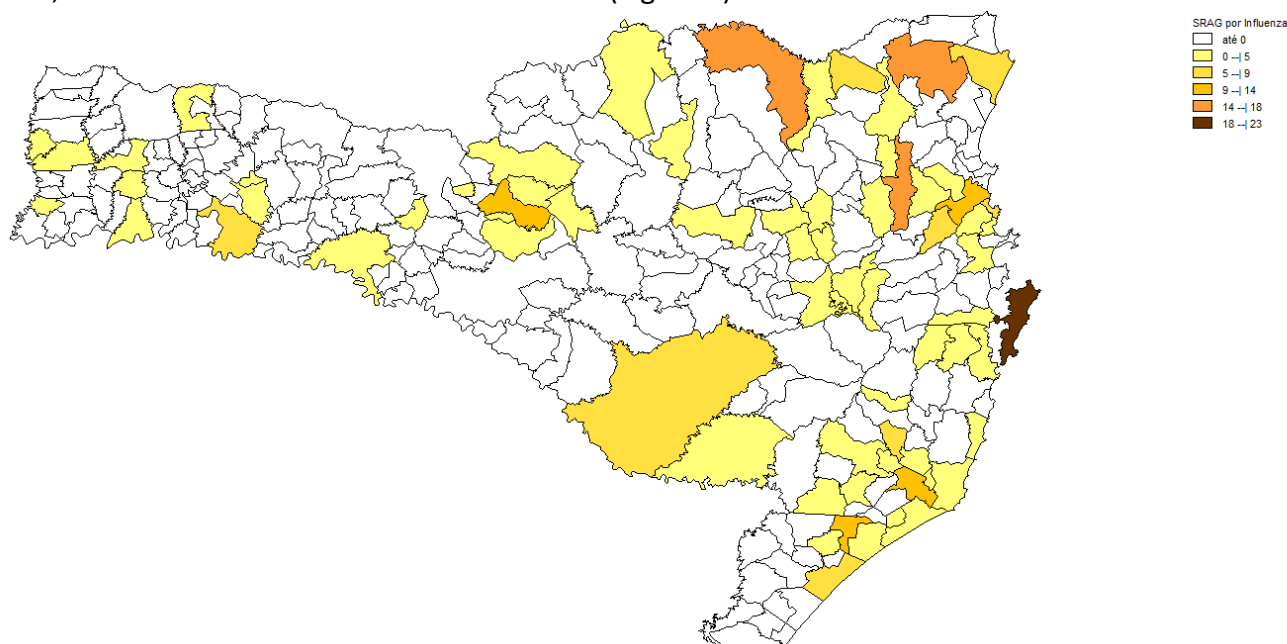 SRAG por Influenza
até 0
0 --| 5
5 --| 9
9 --| 14
14 --| 18
18 --| 23